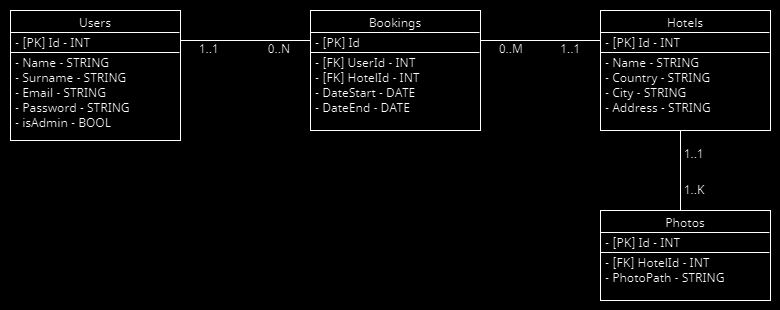 Users
- [PK] Id - INT
- Name - STRING
- Surname - STRING
- Email - STRING
- Password - STRING
- isAdmin - BOOL
1..1
0..N
Bookings
- [PK] Id
- [FK] UserId - INT
- [FK] HotelId - INT
- DateStart - DATE
- DateEnd - DATE
0..M
1..1
Hotels
- [PK] Id - INT
- Name - STRING
- Country - STRING
- City - STRING
- Address - STRING
1..1
1..K
Photos
- [PK] Id - INT
- [FK] HotelId - INT
- PhotoPath - STRING